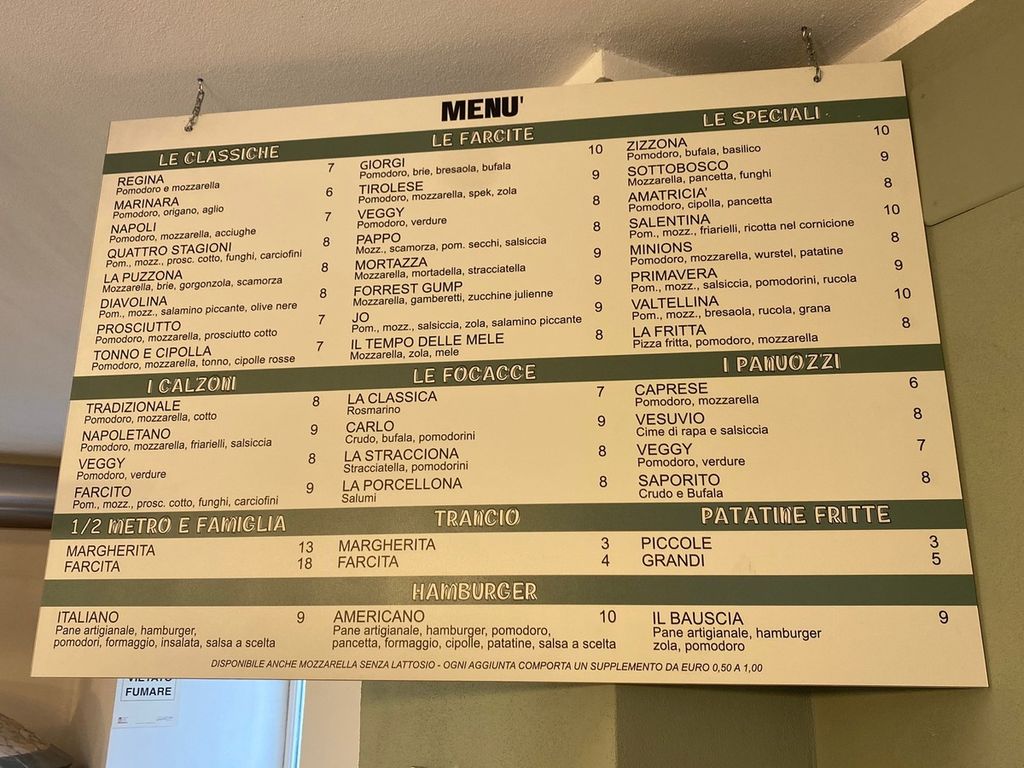 MENU'
LE CLASSICHE
REGINA 7
Pomodoro e mozzarella
MARINARA 6
Pomodoro, origano, aglio
NAPOLI 7
Pomodoro, mozzarella, acciughe
QUATTRO STAGIONI 8
Pom., mozz., prosc. cotto, funghi, carciofini
LA PUZZONA 8
Mozzarella, brie, gorgonzola, scamorza
DIAVOLINA 8
Pom., mozz., salamino piccante, olive nere
PROSCIUTTO 7
Pomodoro, mozzarella, prosciutto cotto
TONNO E CIPOLLA 7
Pomodoro, mozzarella, tonno, cipolle rosse
LE FARCITE
GIORGI 10
Pomodoro, brie, bresaola, bufala
TIROLESE 9
Pomodoro, mozzarella, spek, zola
VEGGY 8
Pomodoro, verdure
PAPPO 8
Mozz., scamorza, pom. secchi, salsiccia
MORTAZZA 9
Mozzarella, mortadella, stracciatella
FORREST GUMP 9
Mozzarella, gamberetti, zucchine julienne
JO 9
Pom., mozz., salsiccia, zola, salamino piccante
IL TEMPO DELLE MELE 8
Mozzarella, zola, mele
LE SPECIALI
ZIZZONA 10
Pomodoro, bufala, basilico
SOTTOBOSCO 9
Mozzarella, pancetta, funghi
AMATRICIA' 8
Pomodoro, cipolla, pancetta
SALENTINA 10
Pom., mozz., friarielli, ricotta nel cornicione
MINIONS 8
Pomodoro, mozzarella, wurstel, patatine
PRIMAVERA 9
Pom., mozz., salsiccia, pomodorini, rucola
VALTELLINA 10
Pom., mozz., bresaola, rucola, grana
LA FRITTA 8
Pizza fritta, pomodoro, mozzarella
I CALZONI
TRADIZIONALE 8
Pomodoro, mozzarella, cotto
NAPOLETANO 9
Pomodoro, mozzarella, friarielli, salsiccia
VEGGY 8
Pomodoro, verdure
FARCITO 9
Pom., mozz., prosc. cotto, funghi, carciofini
LE FOCACCE
LA CLASSICA 7
Rosmarino
CARLO 9
Crudo, bufala, pomodorini
LA STRACCIONA 8
Stracciatella, pomodorini
LA PORCELLONA 8
Salumi
I PANUOZZI
CAPRESE 6
Pomodoro, mozzarella
VESUVIO 8
Cime di rapa e salsiccia
VEGGY 7
Pomodoro, verdure
SAPORITO 8
Crudo e Bufala
1/2 METRO E FAMIGLIA
MARGHERITA 13
FARCITA 18
TRANCIO
MARGHERITA 3
FARCITA 4
PATATINE FRITTE
PICCOLE 3
GRANDI 5
HAMBURGER
ITALIANO 9
Pane artigianale, hamburger,
pomodori, formaggio, insalata, salsa a scelta
AMERICANO 10
Pane artigianale, hamburger, pomodoro,
pancetta, formaggio, cipolle, patatine, salsa a scelta
IL BAUSCIA 9
Pane artigianale, hamburger
zola, pomodoro
DISPONIBILE ANCHE MOZZARELLA SENZA LATTOSIO - OGNI AGGIUNTA COMPORTA UN SUPPLEMENTO DA EURO 0,50 A 1,00
VIETATO
FUMARE